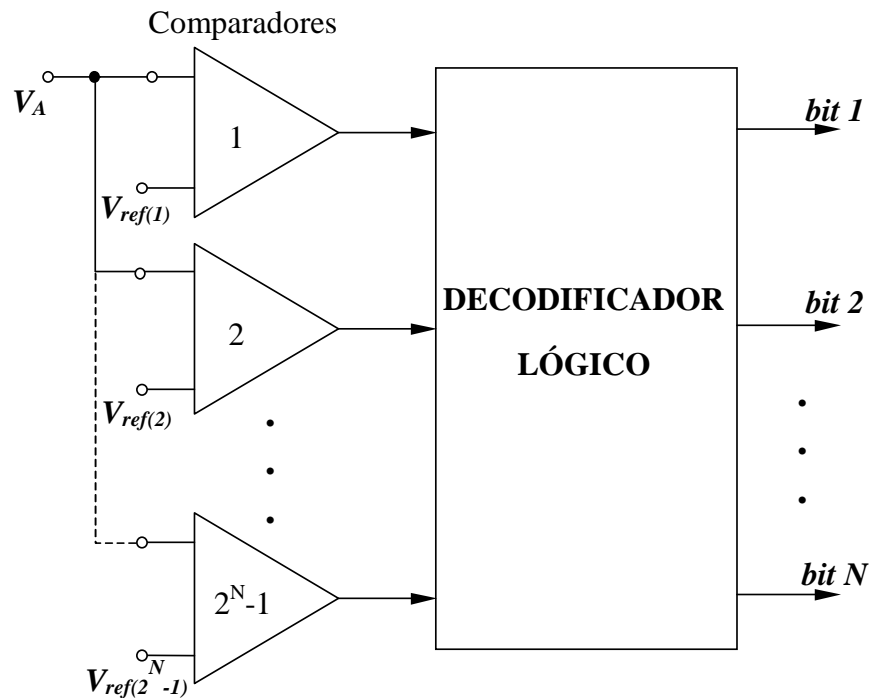 Comparadores
V_A
1
bit 1
V_ref(1)
2
DECODIFICADOR
LÓGICO
bit 2
V_ref(2)
2^N-1
bit N
V_ref(2^N-1)